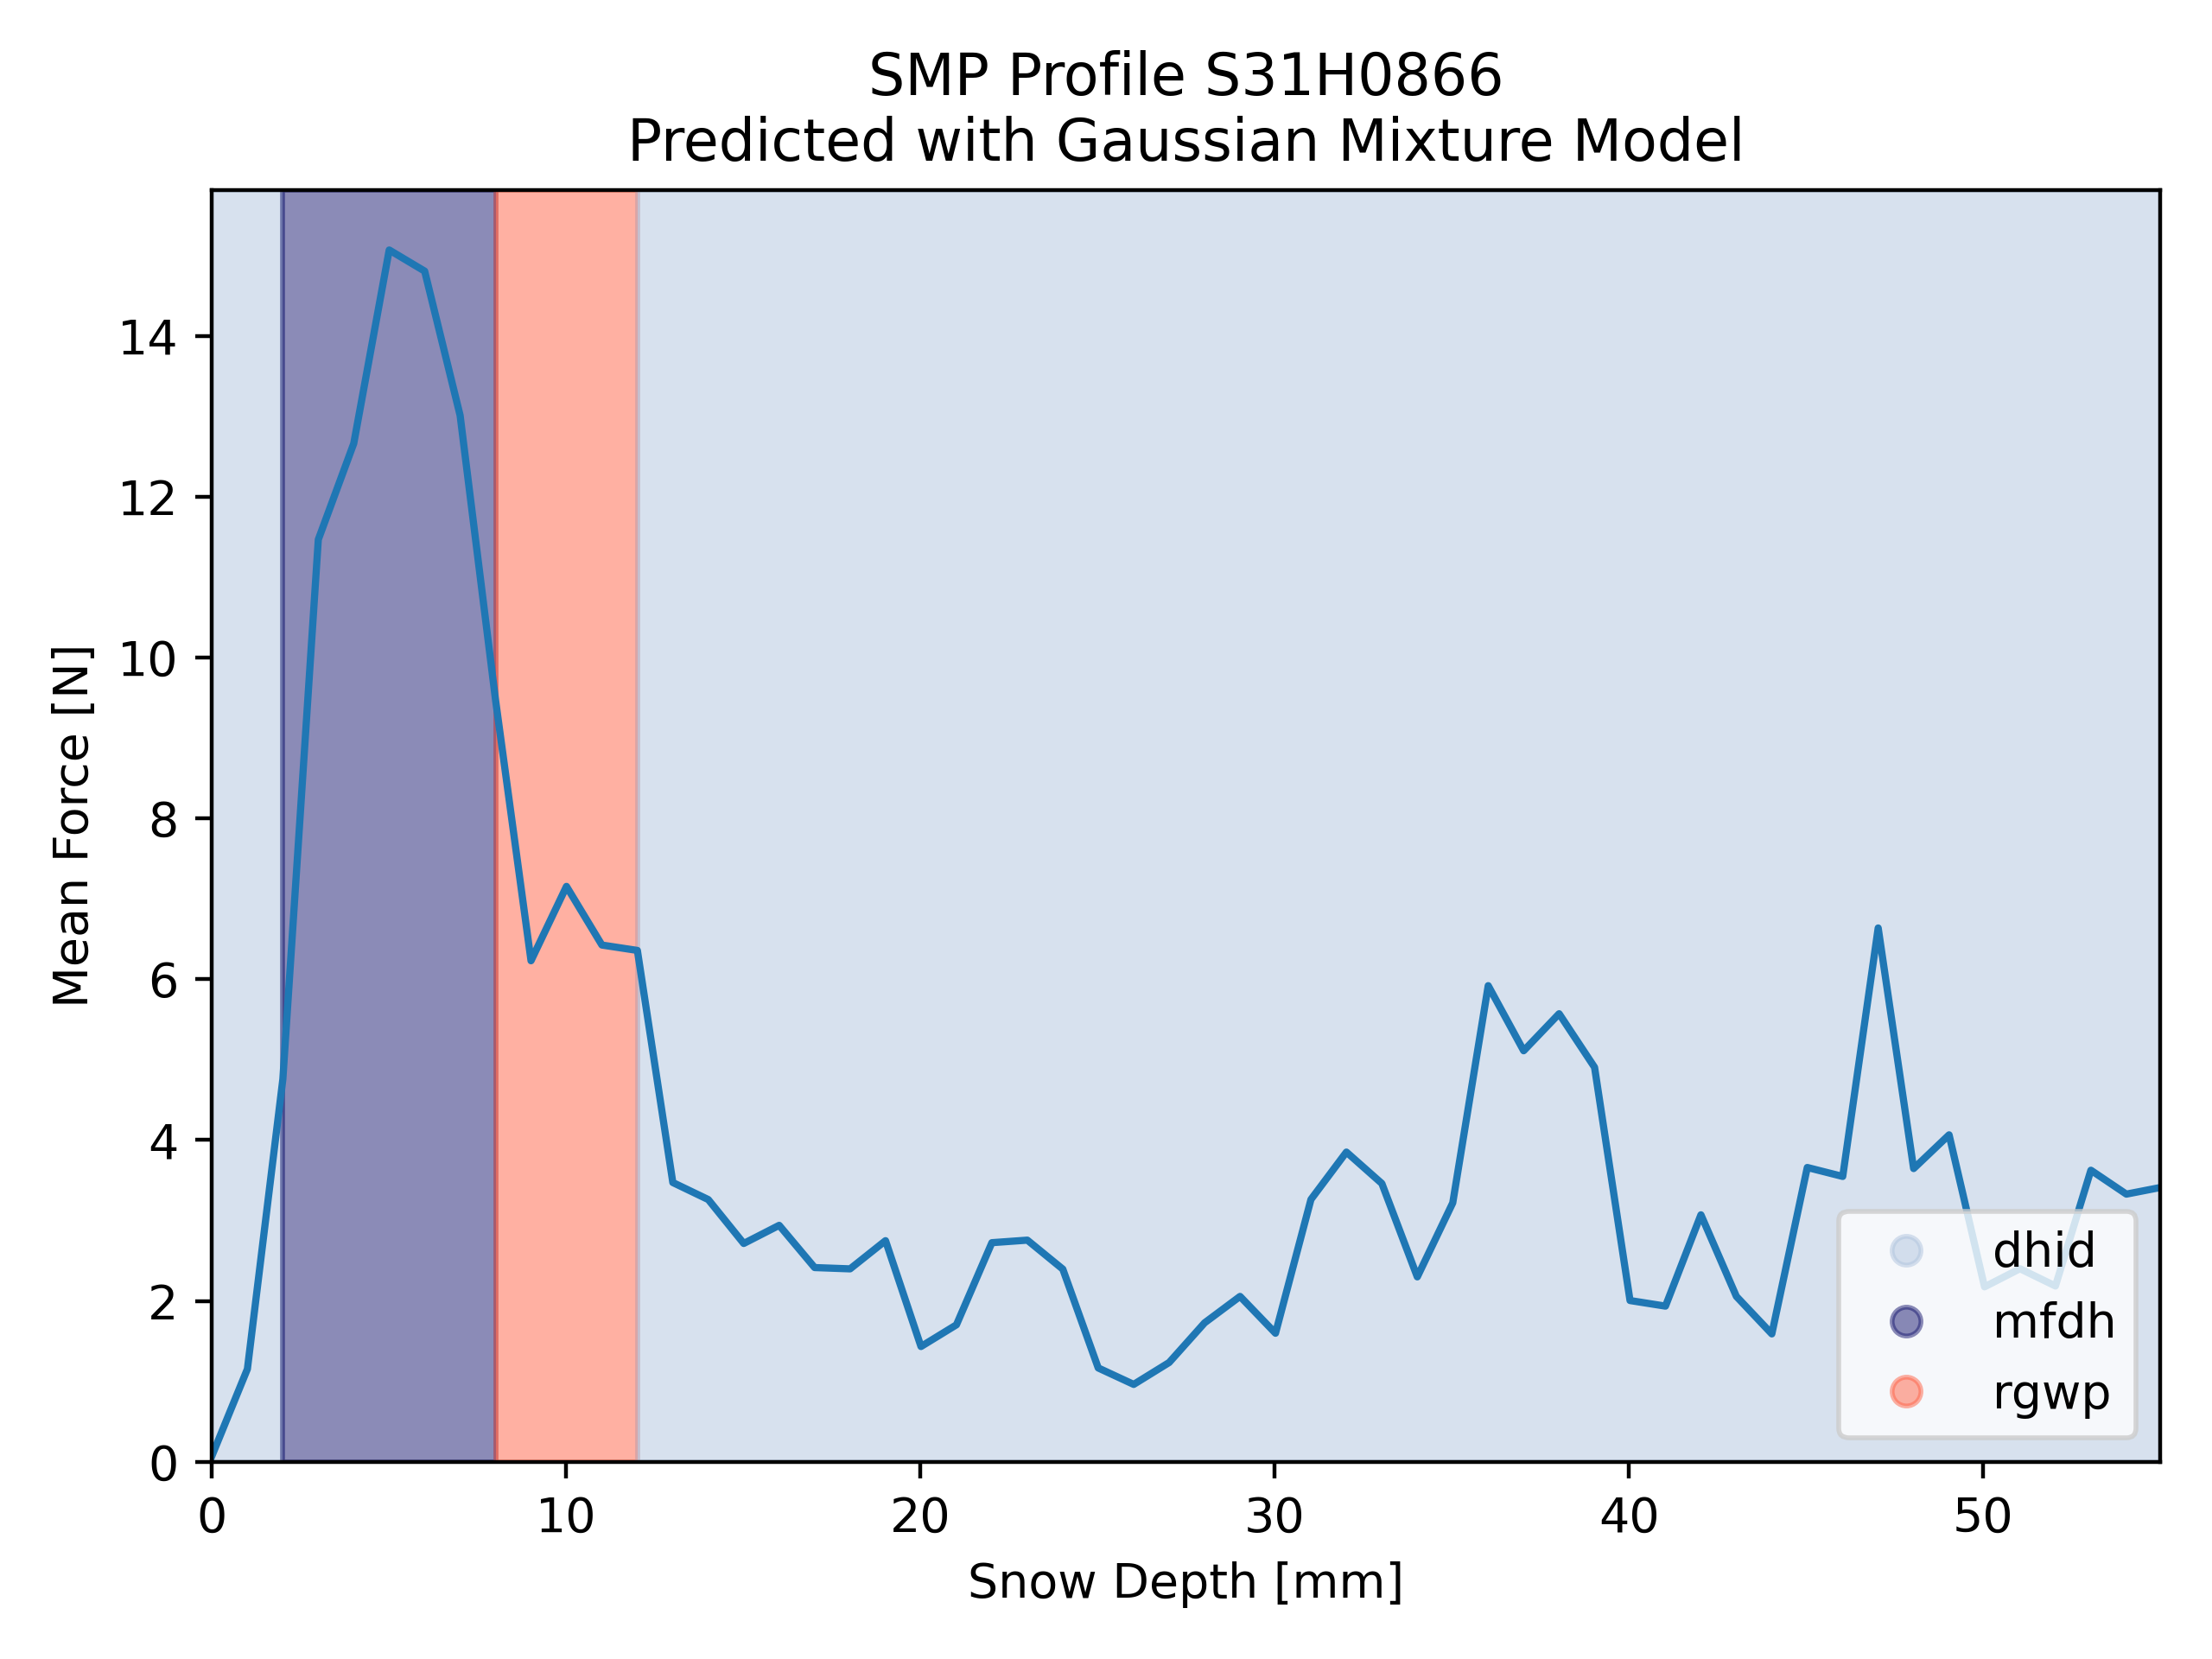 SMP Profile S31H0866
Predicted with Gaussian Mixture Model
Mean Force [N]
14
12
10
8
6
4
2
0
dhid
mfdh
rgwp
0 10 20 30 40 50
Snow Depth [mm]